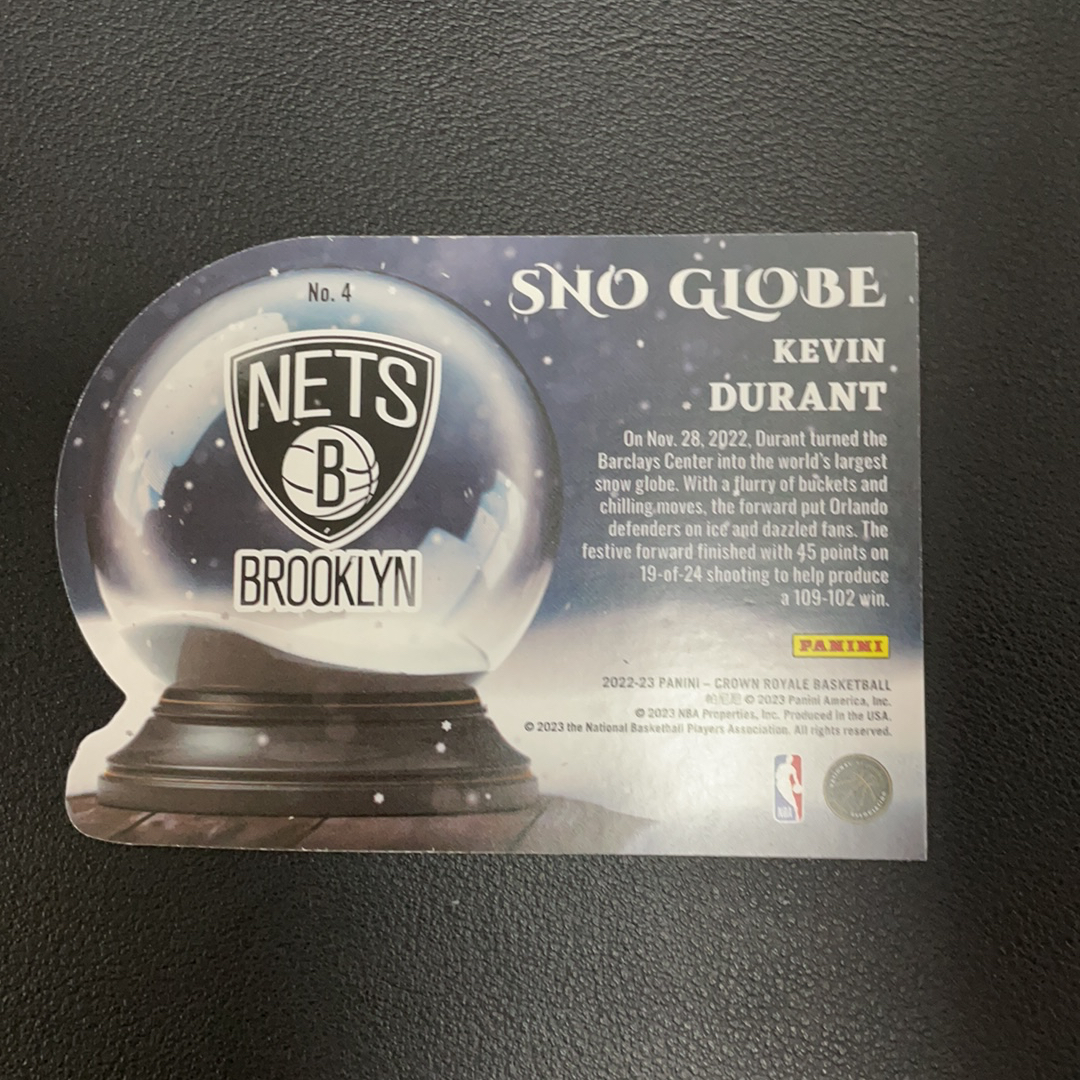 No. 4
NETS
B
BROOKLYN
SNO GLOBE
KEVIN
DURANT
On Nov. 28, 2022, Durant turned the
Barclays Center into the world's largest
snow globe. With a flurry of buckets and
chilling moves, the forward put Orlando
defenders on ice and dazzled fans. The
festive forward finished with 45 points on
19-of-24 shooting to help produce
a 109-102 win.
PANINI
2022-23 PANINI – CROWN ROYALE BASKETBALL
帕尼尼 © 2023 Panini America, Inc.
© 2023 NBA Properties, Inc. Produced in the USA.
© 2023 the National Basketball Players Association. All rights reserved.
NBA